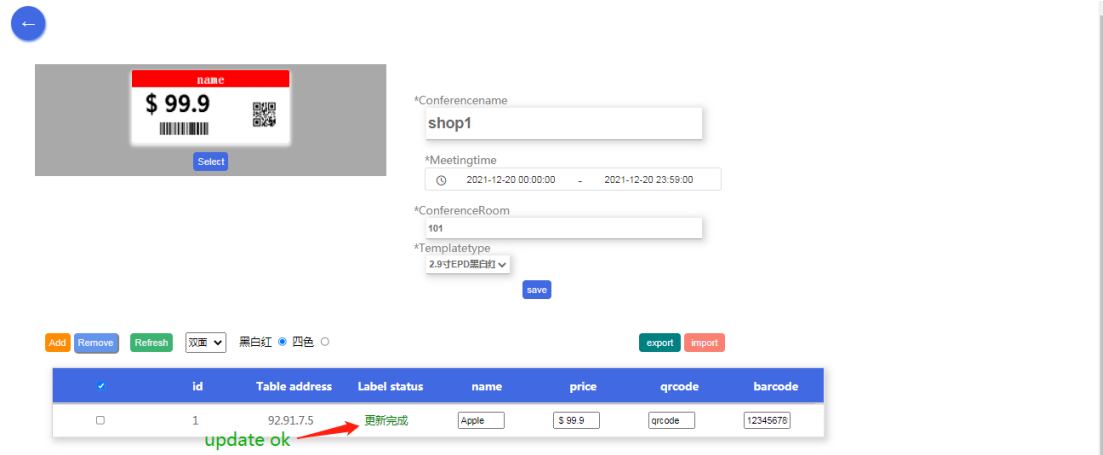 ←
name
$ 99.9
Select
*Conferencename
shop1
*Meetingtime
2021-12-20 00:00:00 - 2021-12-20 23:59:00
*ConferenceRoom
101
*Templatetype
2.9寸EPD黑白红
save
Add Remove Refresh 双面 黑白红 四色 export import
id Table address Label status name price qrcode barcode
1 92.91.7.5 更新完成 Apple $ 99.9 qrcode 12345678
update ok